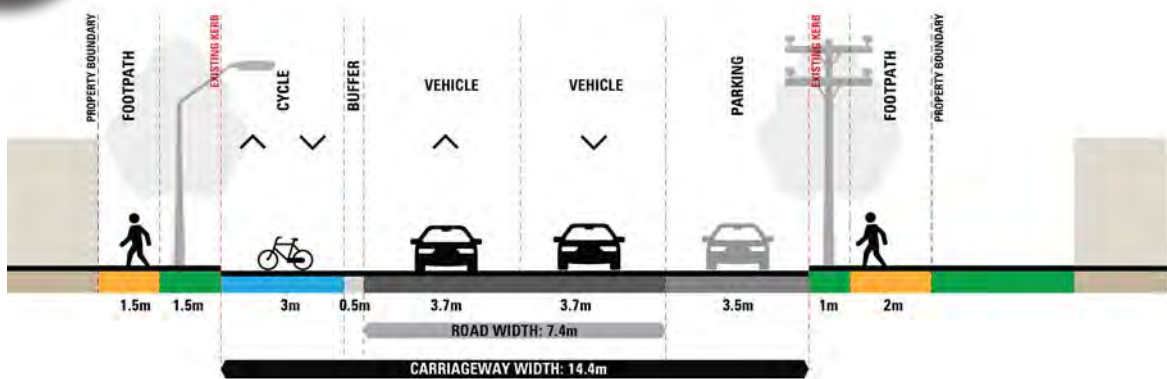 PROPERTY BOUNDARY
FOOTPATH
EXISTING KERB
CYCLE
BUFFER
VEHICLE
VEHICLE
PARKING
EXISTING KERB
FOOTPATH
PROPERTY BOUNDARY
1.5m
1.5m
3m
0.5m
3.7m
3.7m
3.5m
1m
2m
ROAD WIDTH: 7.4m
CARRIAGEWAY WIDTH: 14.4m